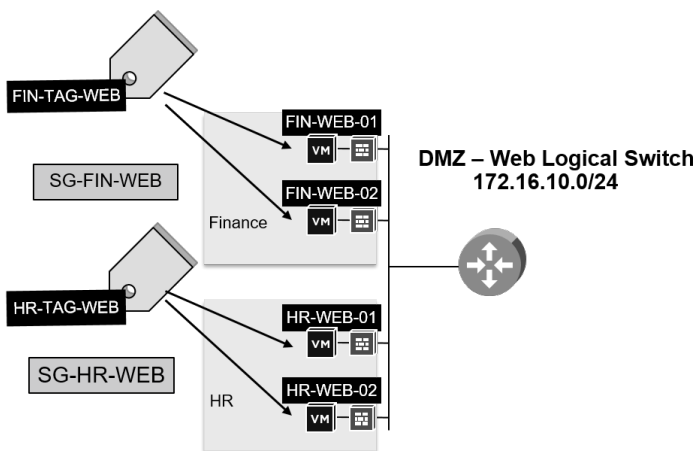 FIN-TAG-WEB
SG-FIN-WEB
FIN-WEB-01
VM
FIN-WEB-02
VM
Finance
DMZ – Web Logical Switch
172.16.10.0/24
HR-TAG-WEB
SG-HR-WEB
HR-WEB-01
VM
HR-WEB-02
VM
HR